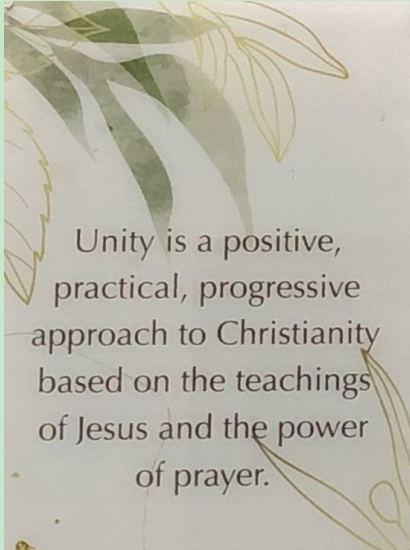 Unity is a positive,
practical, progressive
approach to Christianity
based on the teachings
of Jesus and the power
of prayer.